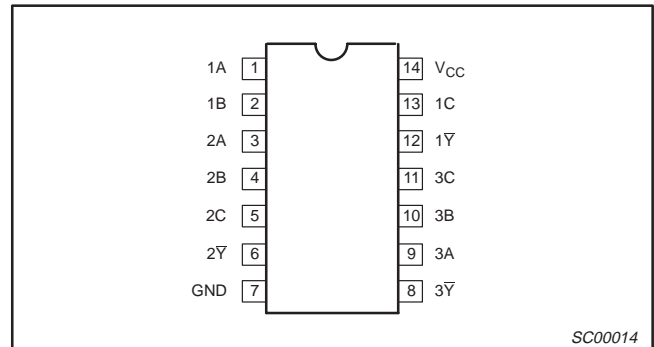 1A 1 14 VCC
1B 2 13 1C
2A 3 12 1Y̅
2B 4 11 3C
2C 5 10 3B
2Y̅ 6 9 3A
GND 7 8 3Y̅
SC00014